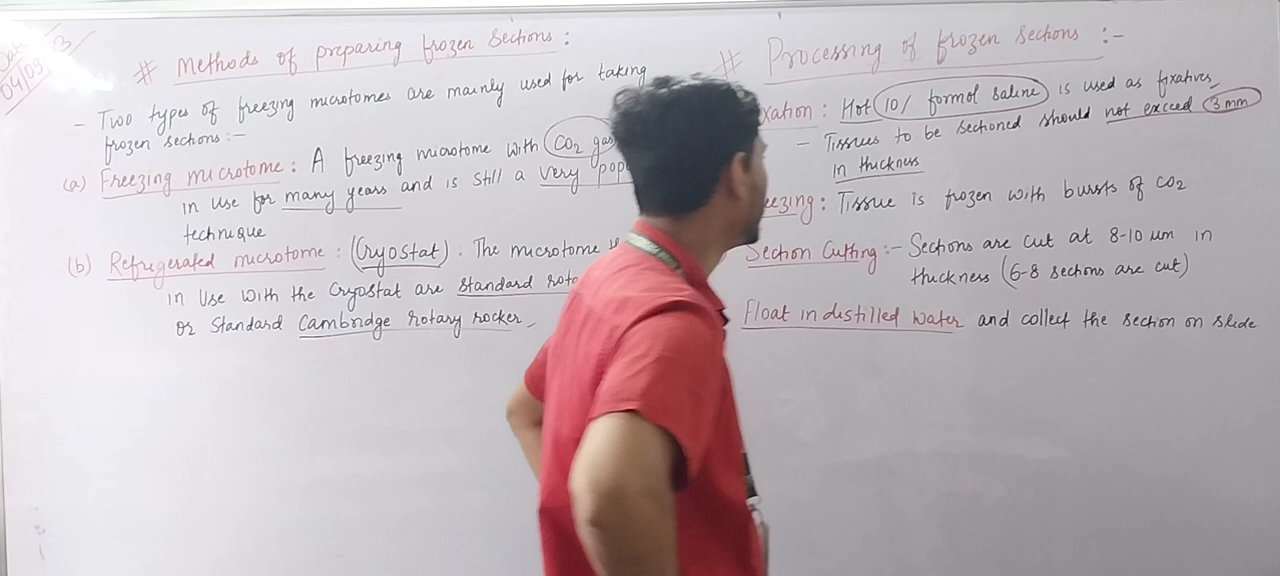 04/09
# Methods of preparing frozen Sections :
- Two types of freezing microtomes are mainly used for taking
frozen sections :-
(a) Freezing microtome : A freezing microtome with CO2 gas
in use for many years and is still a very pop
technique
(b) Refrigerated microtome : (Cryostat) : The microtome
in Use with the Cryostat are standard rota
or Standard Cambridge rotary rocker
# Processing of frozen sections :-
xation : Hot 10/ formol saline is used as fixatives
- Tissues to be sectioned should not exceed 3mm
in thickness
eezing : Tissue is frozen with bursts of CO2
Section Cutting :- Sections are cut at 8-10 um in
thickness (6-8 sections are cut)
Float in distilled water and collect the section on slide